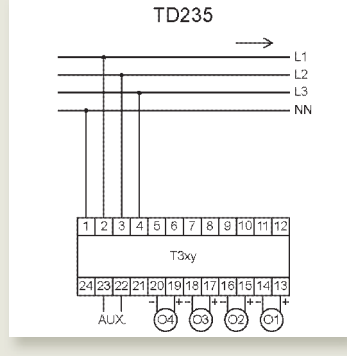 TD235
L1
L2
L3
NN
1 2 3 4 5 6 7 8 9 10 11 12
T3xy
24 23 22 21 20 19 18 17 16 15 14 13
- + - + - + - +
AUX. O4 O3 O2 O1